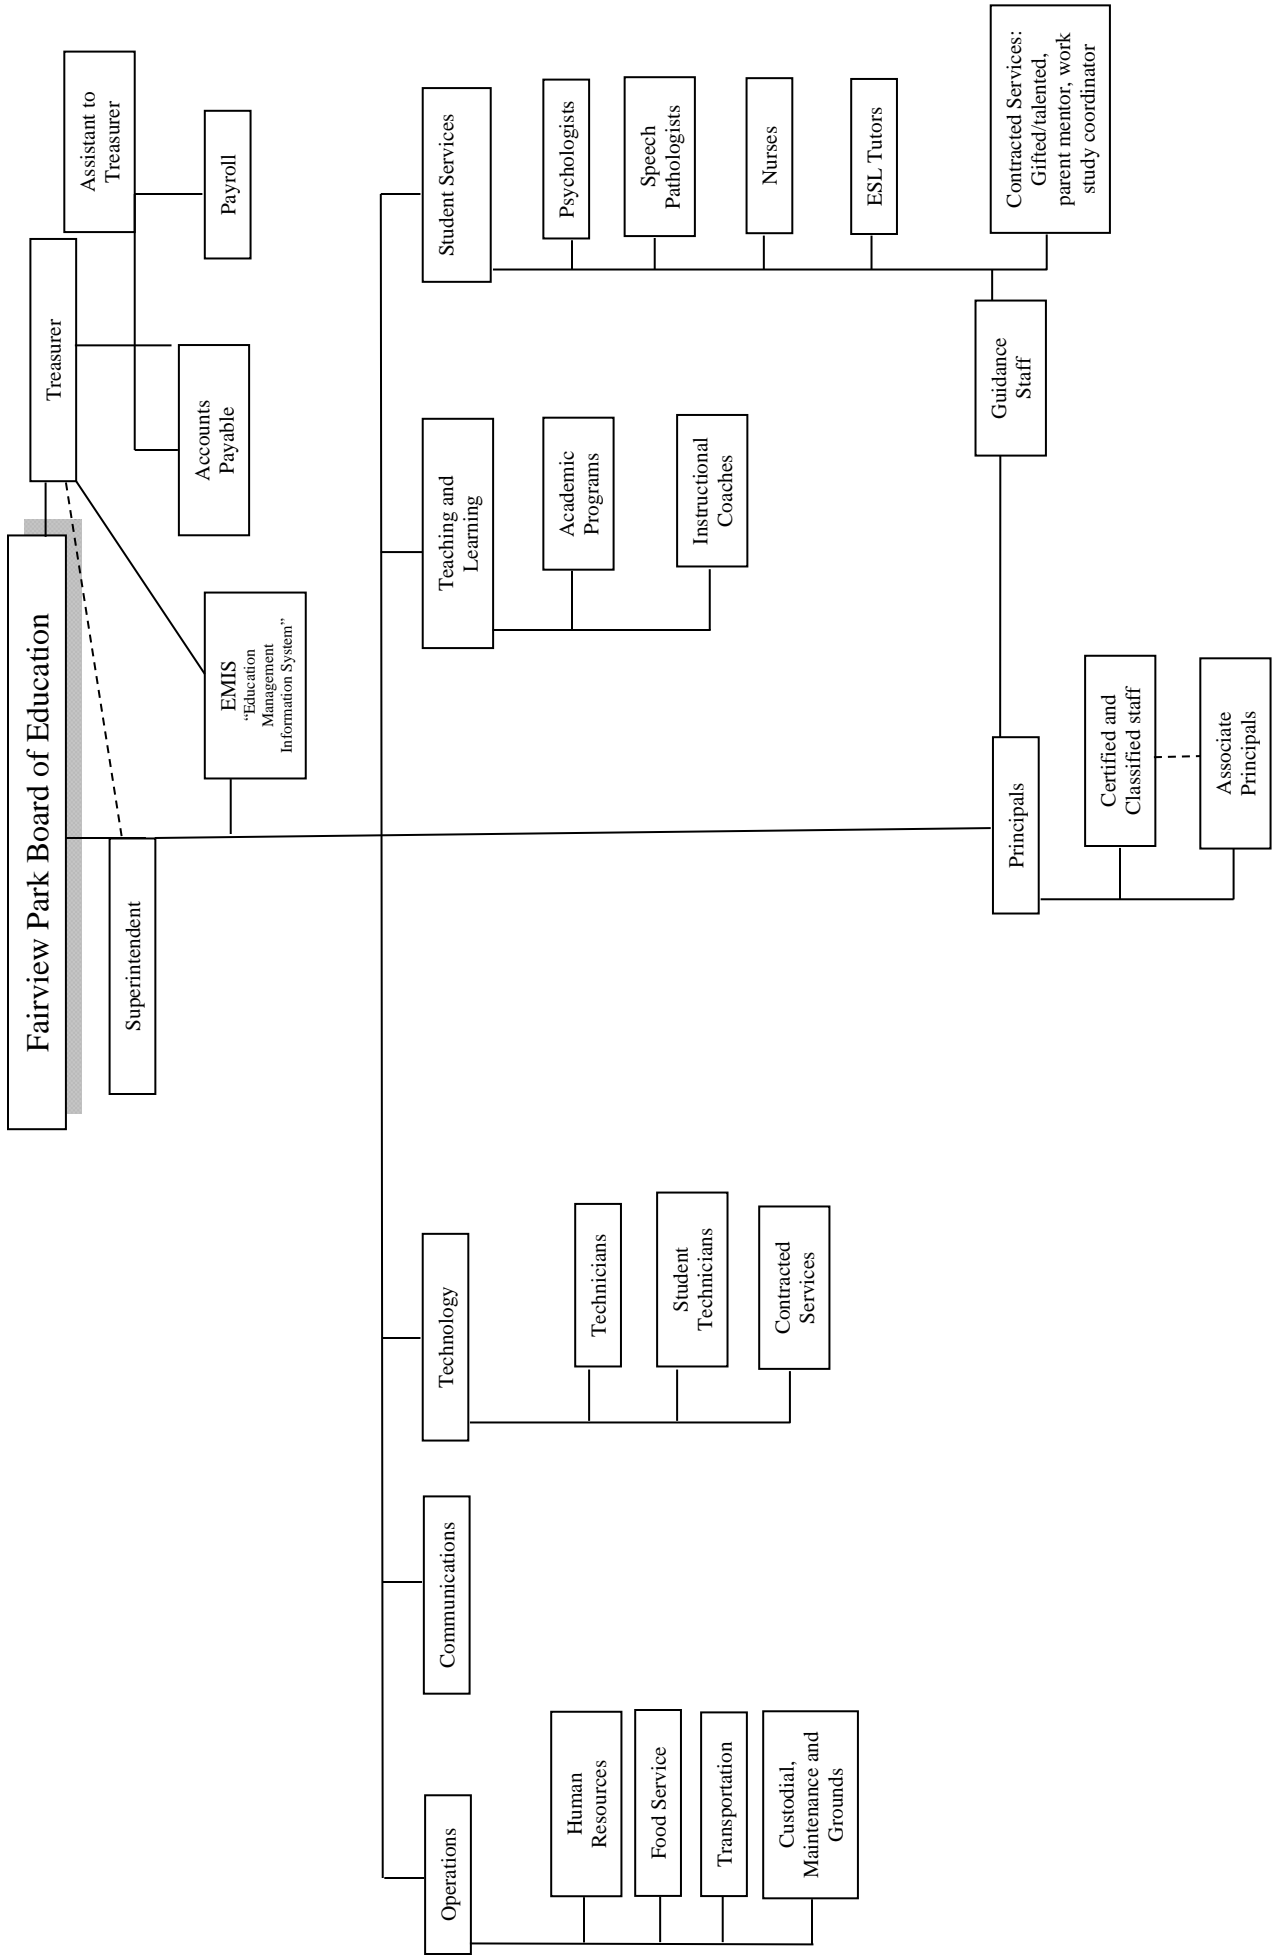 Fairview Park Board of Education
Treasurer
Assistant to
Treasurer
Superintendent
Accounts
Payable
Payroll
EMIS
“Education
Management
Information System”
Operations
Communications
Technology
Teaching and
Learning
Student Services
Human
Resources
Food Service
Transportation
Custodial,
Maintenance and
Grounds
Technicians
Student
Technicians
Contracted
Services
Academic
Programs
Instructional
Coaches
Psychologists
Speech
Pathologists
Nurses
ESL Tutors
Contracted Services:
Gifted/talented,
parent mentor, work
study coordinator
Guidance
Staff
Principals
Certified and
Classified staff
Associate
Principals